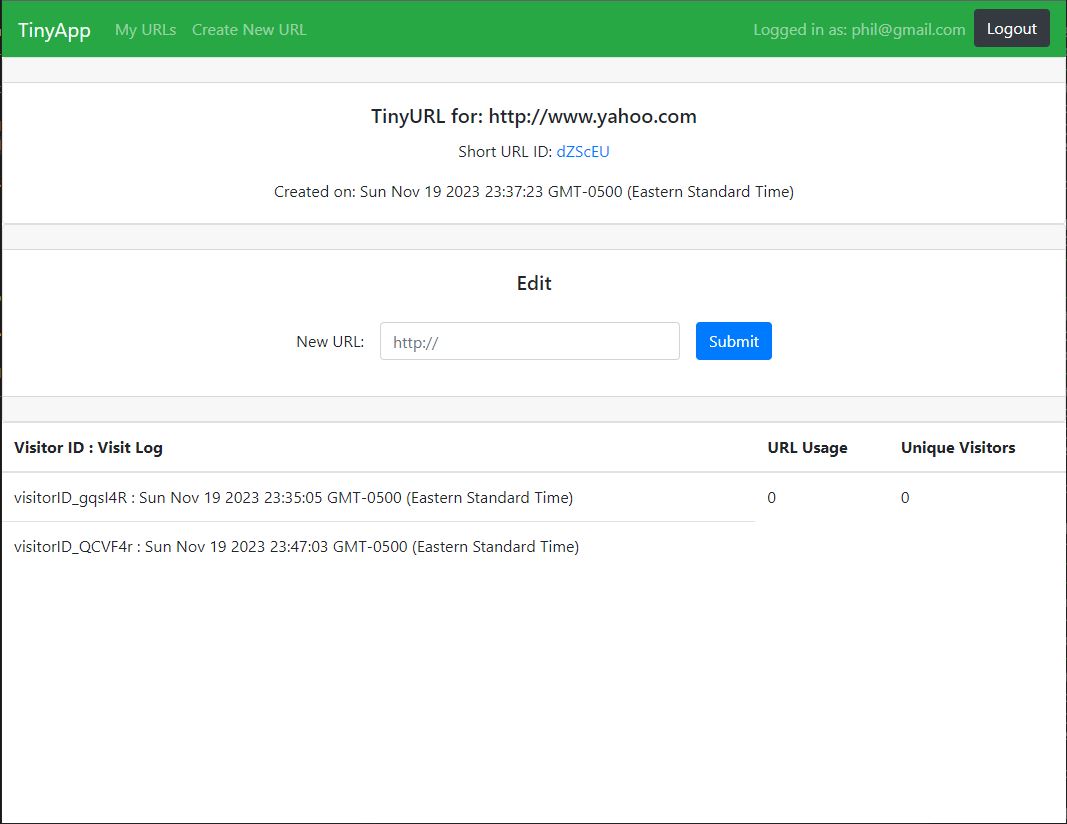 TinyApp My URLs Create New URL Logged in as: phil@gmail.com Logout
TinyURL for: http://www.yahoo.com
Short URL ID: dZScEU
Created on: Sun Nov 19 2023 23:37:23 GMT-0500 (Eastern Standard Time)
Edit
New URL: http:// Submit
Visitor ID : Visit Log URL Usage Unique Visitors
visitorID_gqsI4R : Sun Nov 19 2023 23:35:05 GMT-0500 (Eastern Standard Time) 0 0
visitorID_QCVF4r : Sun Nov 19 2023 23:47:03 GMT-0500 (Eastern Standard Time)